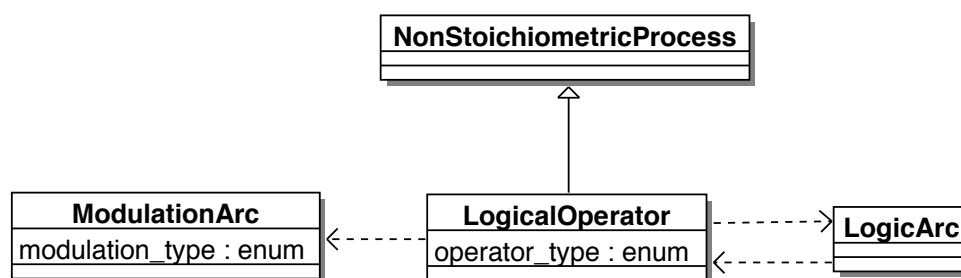 NonStoichiometricProcess
ModulationArc
modulation_type : enum
LogicalOperator
operator_type : enum
LogicArc